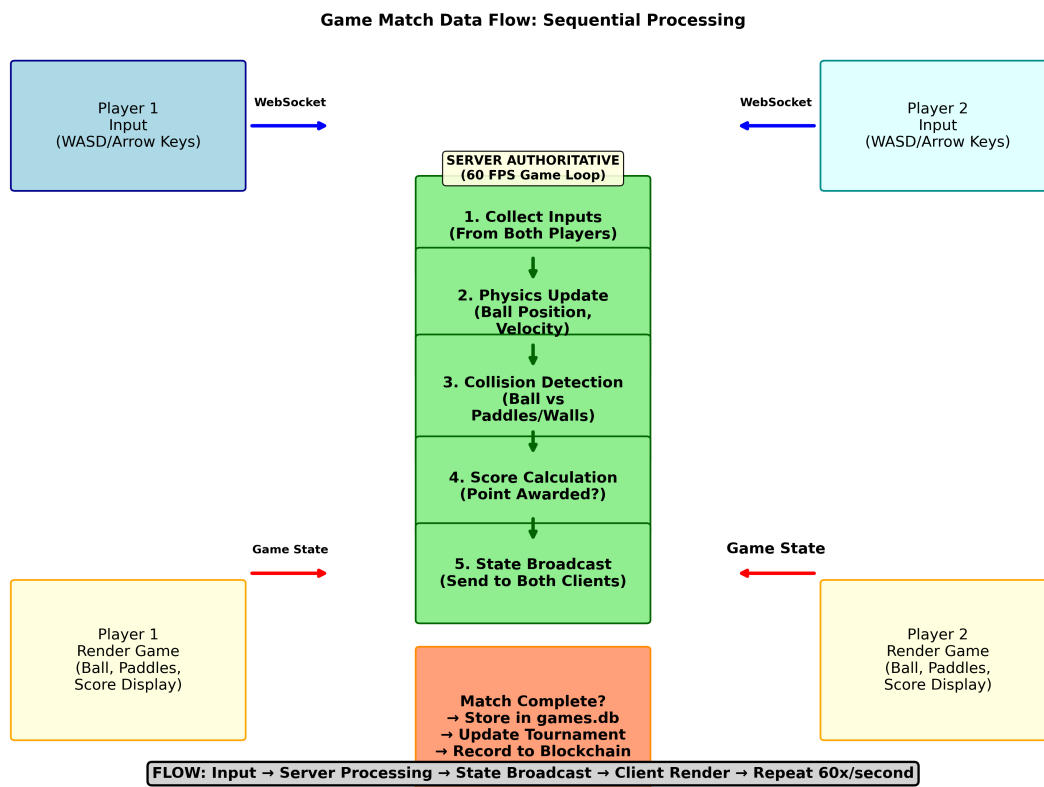 Game Match Data Flow: Sequential Processing
Player 1
Input
(WASD/Arrow Keys)
WebSocket
WebSocket
Player 2
Input
(WASD/Arrow Keys)
SERVER AUTHORITATIVE
(60 FPS Game Loop)
1. Collect Inputs
(From Both Players)
2. Physics Update
(Ball Position,
Velocity)
3. Collision Detection
(Ball vs
Paddles/Walls)
4. Score Calculation
(Point Awarded?)
5. State Broadcast
(Send to Both Clients)
Game State
Game State
Player 1
Render Game
(Ball, Paddles,
Score Display)
Player 2
Render Game
(Ball, Paddles,
Score Display)
Match Complete?
→ Store in games.db
→ Update Tournament
→ Record to Blockchain
FLOW: Input → Server Processing → State Broadcast → Client Render → Repeat 60x/second